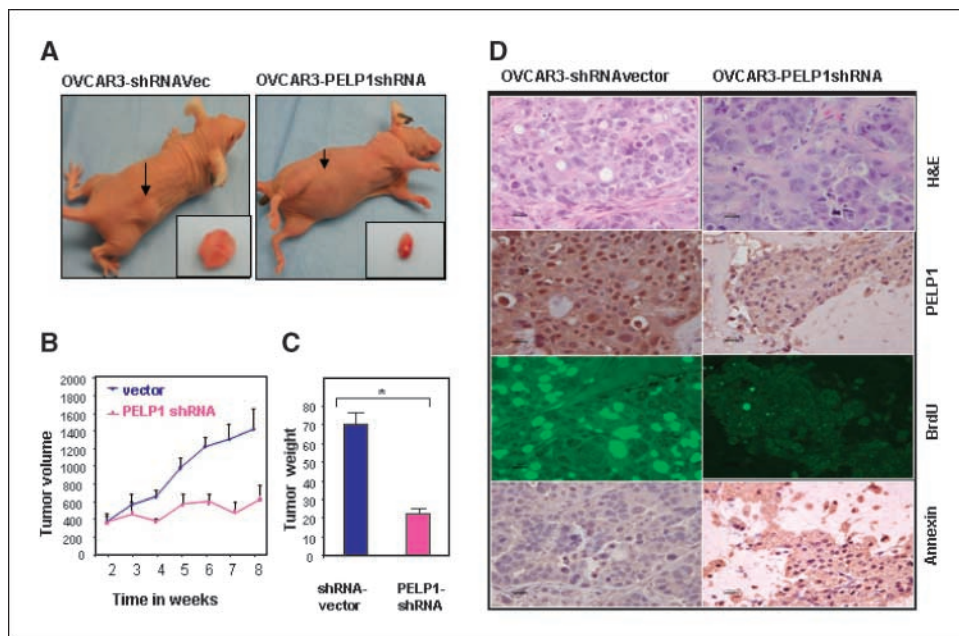 A
OVCAR3-shRNAVec
OVCAR3-PELP1shRNA
B
2000
1800
1600
1400
1200
1000
800
600
400
200
0
vector
PELP1 shRNA
Tumor volume
2 3 4 5 6 7 8
Time in weeks
C
*
80
70
60
50
40
30
20
10
0
Tumor weight
shRNA-
vector
PELP1-
shRNA
D
OVCAR3-shRNAvector
OVCAR3-PELP1shRNA
H&E
PELP1
BrdU
Annexin